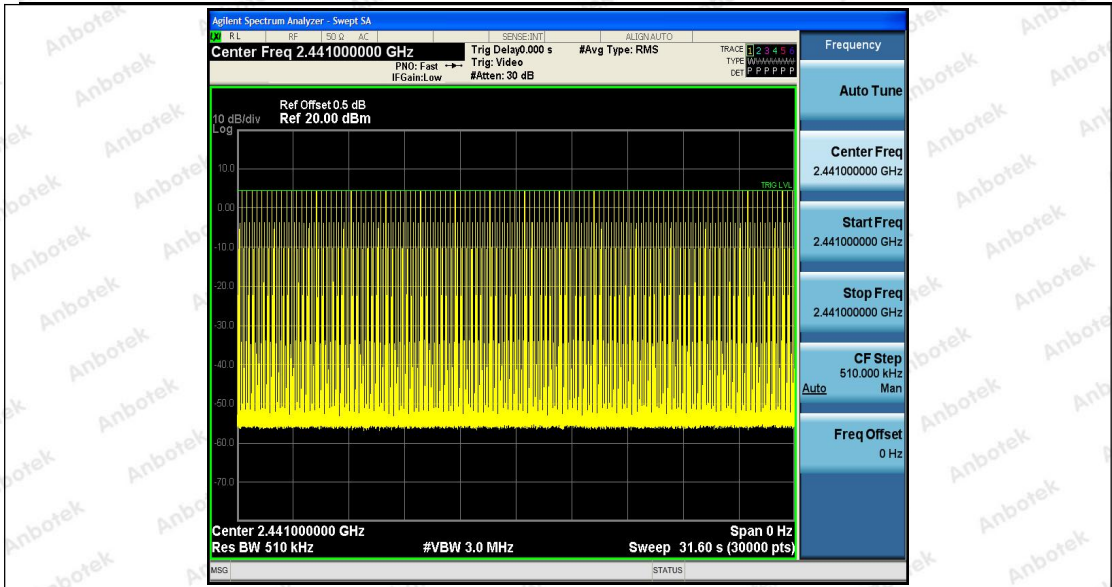 Agilent Spectrum Analyzer - Swept SA
RL RF 50 Ω AC SENSE:INT ALIGN AUTO
Center Freq 2.441000000 GHz
PNO: Fast
IFGain:Low
Trig Delay0.000 s
Trig: Video
#Atten: 30 dB
#Avg Type: RMS
TRACE 1 2 3 4 5 6
TYPE
DET P P P P P P
Ref Offset 0.5 dB
10 dB/div Ref 20.00 dBm
Log
10.0
TRIG LVL
0.00
-10.0
-20.0
-30.0
-40.0
-50.0
-60.0
-70.0
Center 2.441000000 GHz Span 0 Hz
Res BW 510 kHz #VBW 3.0 MHz Sweep 31.60 s (30000 pts)
MSG STATUS
Frequency
Auto Tune
Center Freq
2.441000000 GHz
Start Freq
2.441000000 GHz
Stop Freq
2.441000000 GHz
CF Step
510.000 kHz
Auto Man
Freq Offset
0 Hz
Anbotek